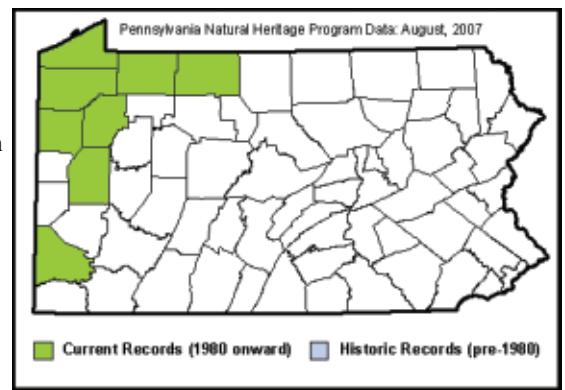 Pennsylvania Natural Heritage Program Data: August, 2007
Current Records (1980 onward) Historic Records (pre-1980)